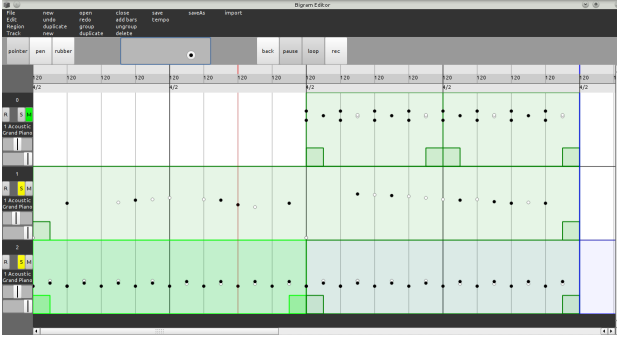 Bigram Editor
File new open close save saveAs import
Edit undo redo add bars tempo
Region duplicate group ungroup
Track new duplicate delete
pointer pen rubber back pause loop rec
120 120 120 120 120 120 120 120 120 120 120 120 120 120 120 120 120
4/2 4/2 4/2 4/2 4/2
0
R S M
1 Acoustic
Grand Piano
1
R S M
1 Acoustic
Grand Piano
2
R S M
1 Acoustic
Grand Piano